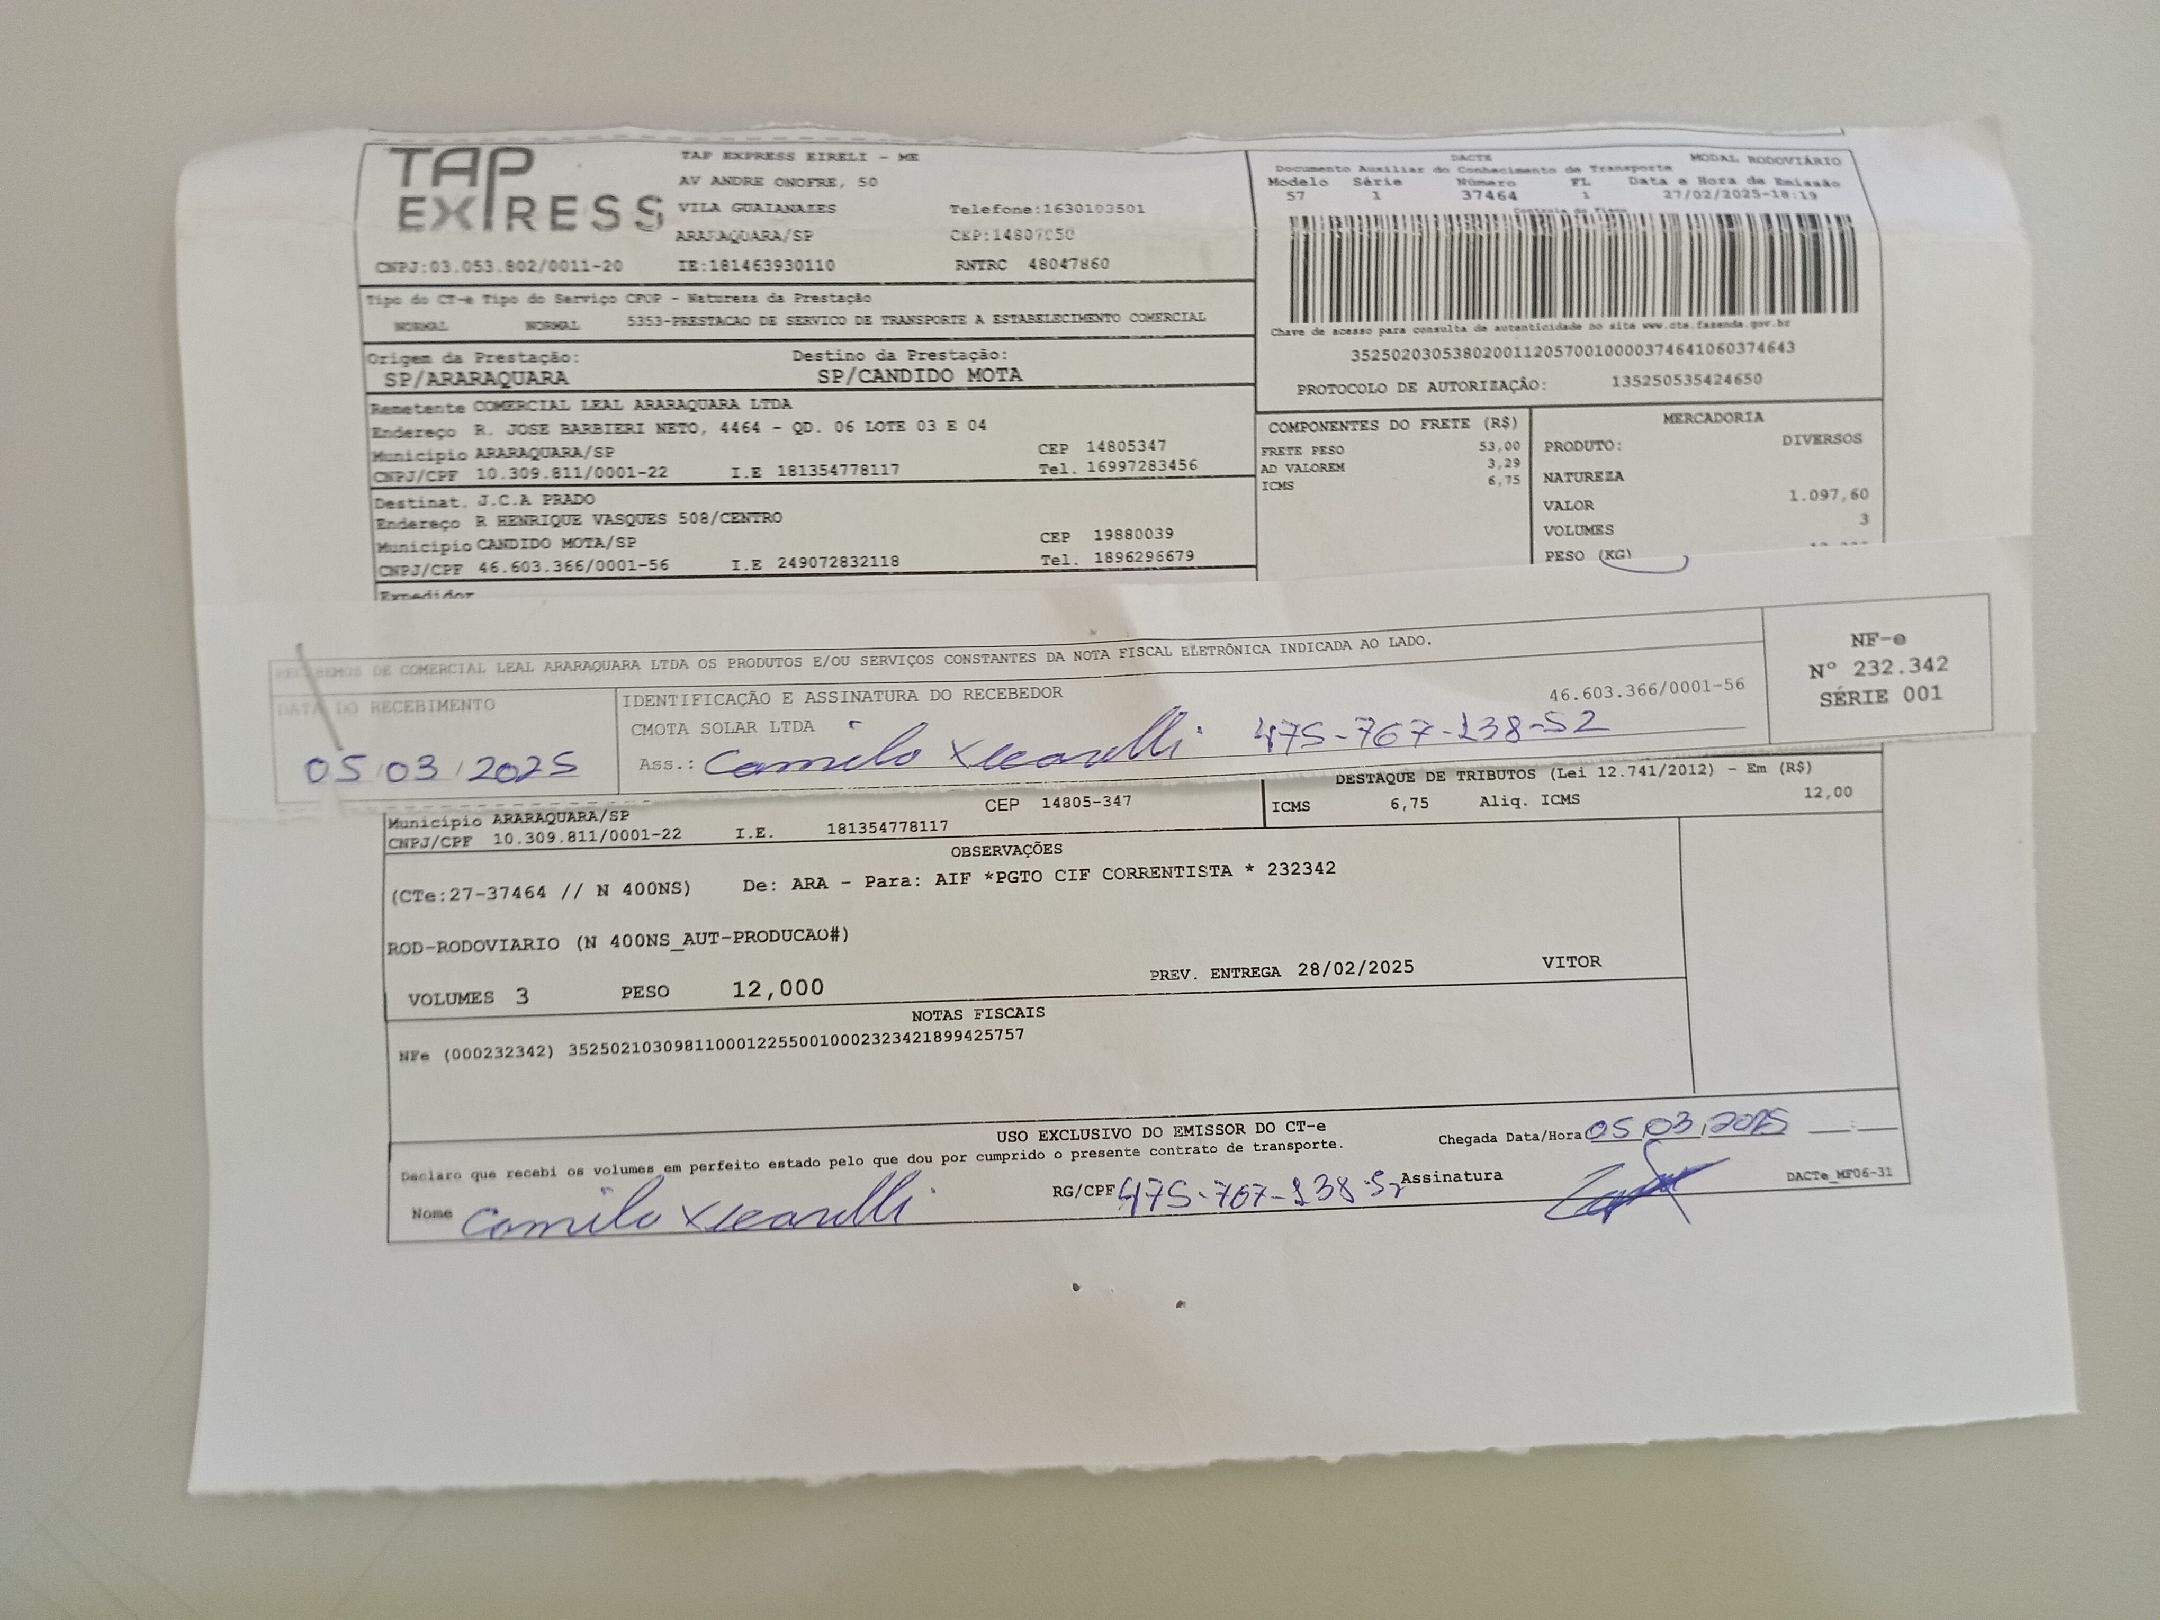 TAP EXPRESS
TAP EXPRESS EIRELI - ME
AV ANDRE ONOFRE, 50
VILA GUAIANAZES Telefone:1630103501
ARARAQUARA/SP CEP:14807050
CNPJ:03.053.802/0011-20 IE:181463930110 RNTRC 48047860
DACTE MODAL RODOVIÁRIO
Documento Auxiliar do Conhecimento de Transporte
Modelo Série Número FL Data e Hora da Emissão
57 1 37464 1 27/02/2025-18:19
Controle do Fisco
Chave de acesso para consulta de autenticidade no site www.cte.fazenda.gov.br
35250203053802001120570010000374641060374643
PROTOCOLO DE AUTORIZAÇÃO: 135250535424650
Tipo do CT-e Tipo do Serviço CFOP - Natureza da Prestação
NORMAL NORMAL 5353-PRESTACAO DE SERVICO DE TRANSPORTE A ESTABELECIMENTO COMERCIAL
Origem da Prestação: Destino da Prestação:
SP/ARARAQUARA SP/CANDIDO MOTA
Remetente COMERCIAL LEAL ARARAQUARA LTDA
Endereço R. JOSE BARBIERI NETO, 4464 - QD. 06 LOTE 03 E 04
Município ARARAQUARA/SP CEP 14805347
CNPJ/CPF 10.309.811/0001-22 I.E 181354778117 Tel. 16997283456
Destinat. J.C.A PRADO
Endereço R HENRIQUE VASQUES 508/CENTRO
Município CANDIDO MOTA/SP CEP 19880039
CNPJ/CPF 46.603.366/0001-56 I.E 249072832118 Tel. 1896296679
Expedidor
COMPONENTES DO FRETE (R$)
FRETE PESO 53,00
AD VALOREM 3,29
ICMS 6,75
MERCADORIA
PRODUTO: DIVERSOS
NATUREZA
VALOR 1.097,60
VOLUMES 3
PESO (KG)
RECEBEMOS DE COMERCIAL LEAL ARARAQUARA LTDA OS PRODUTOS E/OU SERVIÇOS CONSTANTES DA NOTA FISCAL ELETRÔNICA INDICADA AO LADO.
DATA DO RECEBIMENTO
05/03/2025
IDENTIFICAÇÃO E ASSINATURA DO RECEBEDOR
CMOTA SOLAR LTDA 46.603.366/0001-56
Ass.: Camilo 475-767-138-52
NF-e
Nº 232.342
SÉRIE 001
Município ARARAQUARA/SP CEP 14805-347
CNPJ/CPF 10.309.811/0001-22 I.E. 181354778117
DESTAQUE DE TRIBUTOS (Lei 12.741/2012) - Em (R$)
ICMS 6,75 Aliq. ICMS 12,00
OBSERVAÇÕES
(CTe:27-37464 // N 400NS) De: ARA - Para: AIF *PGTO CIF CORRENTISTA * 232342
ROD-RODOVIARIO (N 400NS_AUT-PRODUCAO#)
VOLUMES 3 PESO 12,000 PREV. ENTREGA 28/02/2025 VITOR
NOTAS FISCAIS
NFe (000232342) 35250210309811000122550010002323421899425757
USO EXCLUSIVO DO EMISSOR DO CT-e
Declaro que recebi os volumes em perfeito estado pelo que dou por cumprido o presente contrato de transporte.
Chegada Data/Hora 05/03/2025 __:__
Nome Camilo RG/CPF 475-767-138-52 Assinatura
DACTe_MF06-31